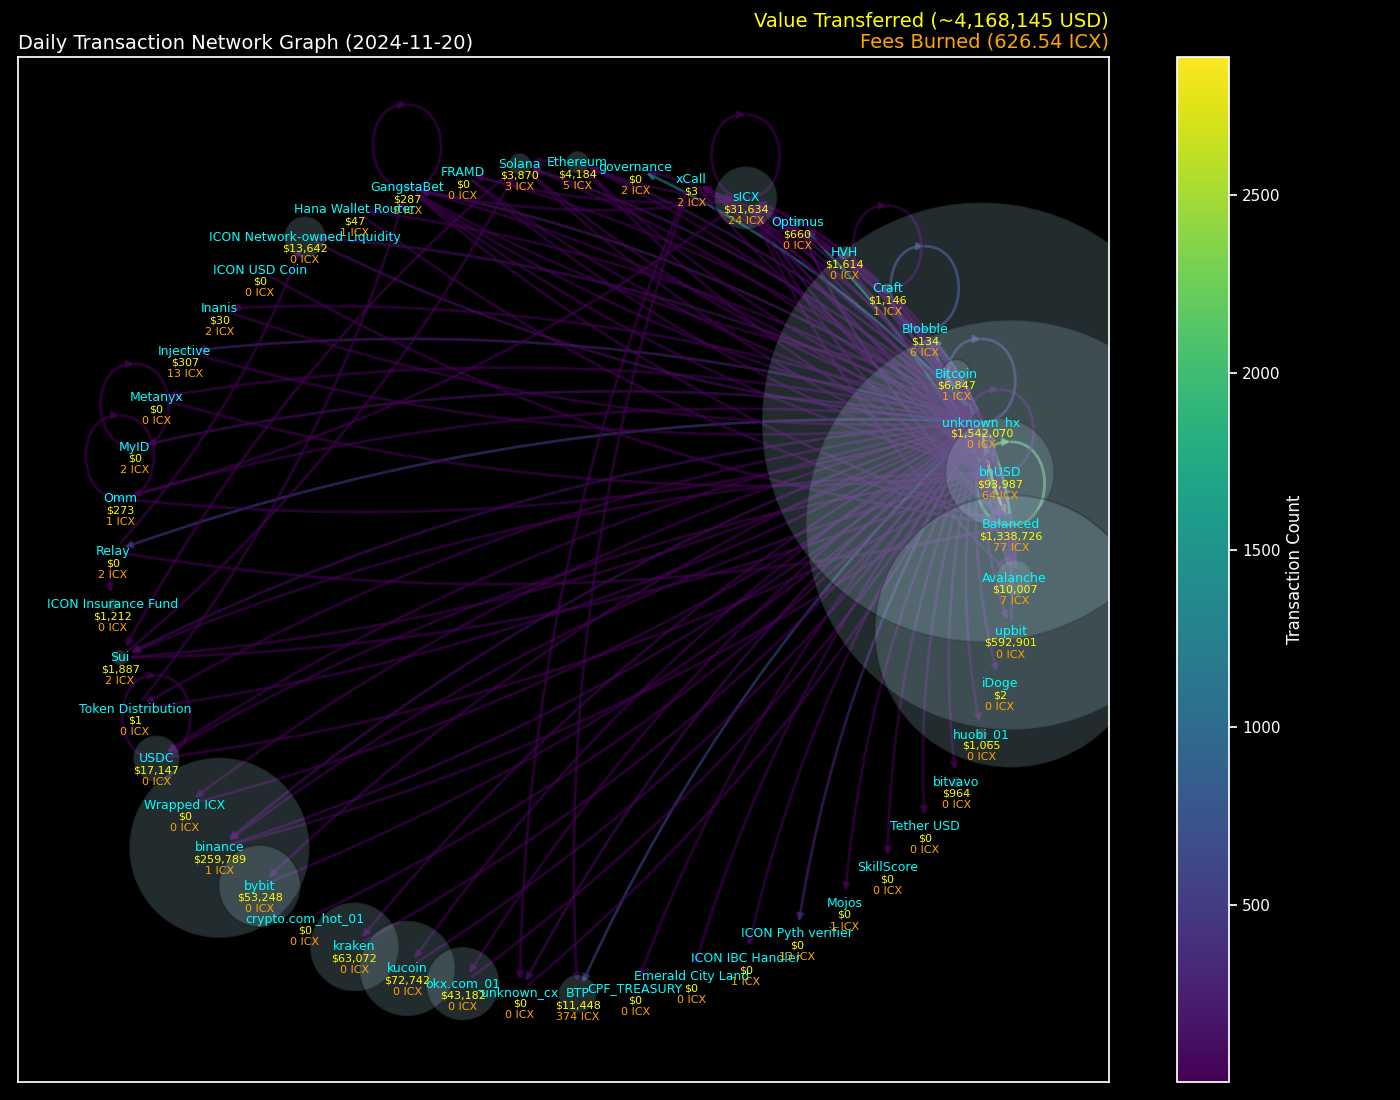 Value Transferred (~4,168,145 USD)
Daily Transaction Network Graph (2024-11-20)
Fees Burned (626.54 ICX)
FRAMD
$0
0 ICX
Solana
$3,870
3 ICX
Ethereum
$4,184
5 ICX
governance
$0
2 ICX
xCall
$3
2 ICX
sICX
$31,634
24 ICX
GangstaBet
$287
ICX
Hana Wallet Router
$47
1 ICX
Optimus
$660
0 ICX
ICON Network-owned Liquidity
$13,642
0 ICX
HVH
$1,614
0 ICX
ICON USD Coin
$0
0 ICX
Craft
$1,146
1 ICX
Inanis
$30
2 ICX
Blobble
$134
6 ICX
Injective
$307
13 ICX
Bitcoin
$6,847
1 ICX
Metanyx
$0
0 ICX
unknown_hx
$1,542,070
0 ICX
MyID
$0
2 ICX
bnUSD
$93,987
64 ICX
Omm
$273
1 ICX
Balanced
$1,338,726
77 ICX
Relay
$0
2 ICX
Avalanche
$10,007
7 ICX
ICON Insurance Fund
$1,212
0 ICX
upbit
$592,901
0 ICX
Sui
$1,887
2 ICX
iDoge
$2
0 ICX
Token Distribution
$1
0 ICX
huobi_01
$1,065
0 ICX
USDC
$17,147
0 ICX
bitvavo
$964
0 ICX
Wrapped ICX
$0
0 ICX
Tether USD
$0
0 ICX
binance
$259,789
1 ICX
SkillScore
$0
0 ICX
bybit
$53,248
0 ICX
Mojos
$0
1 ICX
crypto.com_hot_01
$0
0 ICX
ICON Pyth verifier
$0
ICX
kraken
$63,072
0 ICX
ICON IBC Handler
$0
1 ICX
kucoin
$72,742
0 ICX
Emerald City Land
$0
0 ICX
okx.com_01
$43,182
0 ICX
unknown_cx
$0
0 ICX
BTP
$11,448
374 ICX
CPF_TREASURY
$0
0 ICX
2500
2000
1500
1000
500
Transaction Count